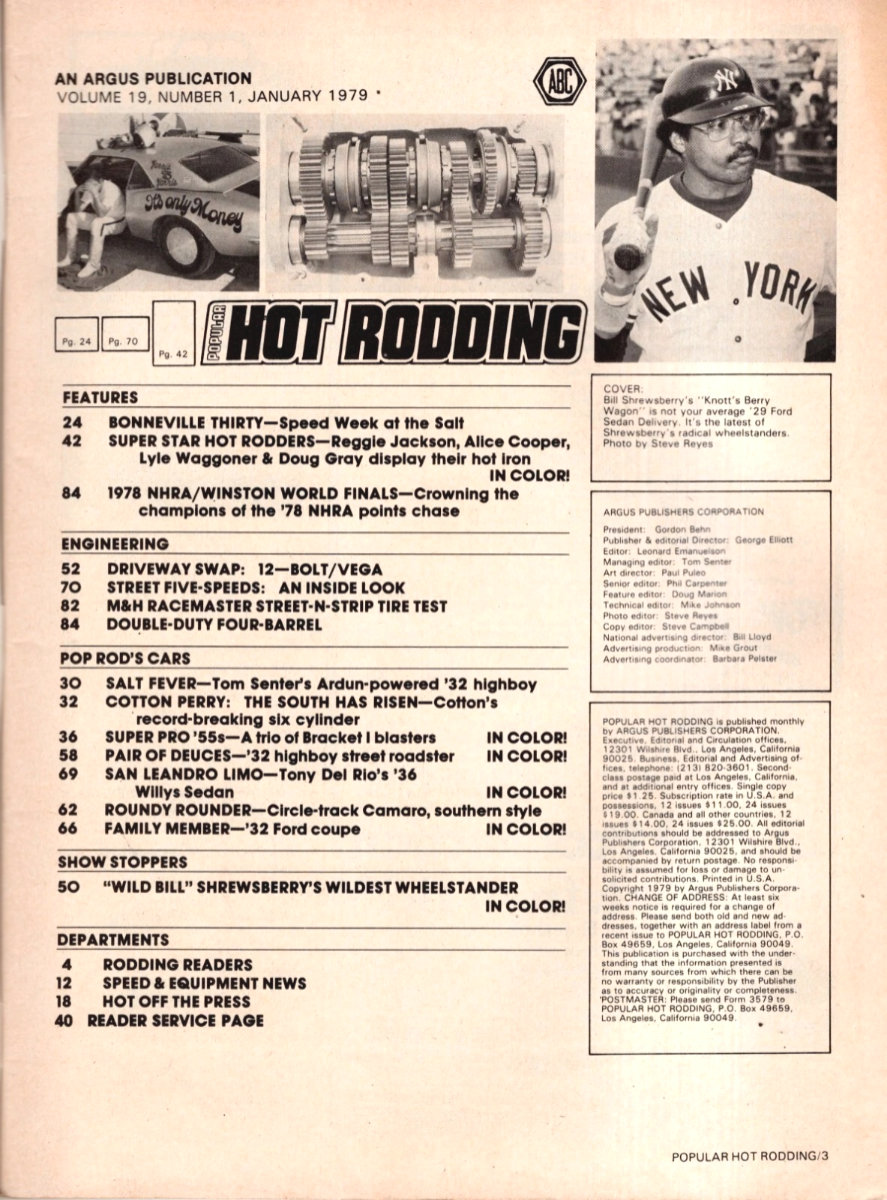 AN ARGUS PUBLICATION
VOLUME 19, NUMBER 1, JANUARY 1979
ABC
It's only Money
NY
NEW YORK
Pg. 24
Pg. 70
Pg. 42
POPULAR HOT RODDING
FEATURES
24 BONNEVILLE THIRTY—Speed Week at the Salt
42 SUPER STAR HOT RODDERS—Reggie Jackson, Alice Cooper,
Lyle Waggoner & Doug Gray display their hot iron
IN COLOR!
84 1978 NHRA/WINSTON WORLD FINALS—Crowning the
champions of the '78 NHRA points chase
ENGINEERING
52 DRIVEWAY SWAP: 12—BOLT/VEGA
70 STREET FIVE-SPEEDS: AN INSIDE LOOK
82 M&H RACEMASTER STREET-N-STRIP TIRE TEST
84 DOUBLE-DUTY FOUR-BARREL
POP ROD'S CARS
30 SALT FEVER—Tom Senter's Ardun-powered '32 highboy
32 COTTON PERRY: THE SOUTH HAS RISEN—Cotton's
record-breaking six cylinder
36 SUPER PRO '55s—A trio of Bracket I blasters IN COLOR!
58 PAIR OF DEUCES—'32 highboy street roadster IN COLOR!
69 SAN LEANDRO LIMO—Tony Del Rio's '36
Willys Sedan IN COLOR!
62 ROUNDY ROUNDER—Circle-track Camaro, southern style
66 FAMILY MEMBER—'32 Ford coupe IN COLOR!
SHOW STOPPERS
50 "WILD BILL" SHREWSBERRY'S WILDEST WHEELSTANDER
IN COLOR!
DEPARTMENTS
4 RODDING READERS
12 SPEED & EQUIPMENT NEWS
18 HOT OFF THE PRESS
40 READER SERVICE PAGE
COVER:
Bill Shrewsberry's "Knott's Berry
Wagon" is not your average '29 Ford
Sedan Delivery. It's the latest of
Shrewsberry's radical wheelstanders.
Photo by Steve Reyes
ARGUS PUBLISHERS CORPORATION
President: Gordon Behn
Publisher & editorial Director: George Elliott
Editor: Leonard Emanuelson
Managing editor: Tom Senter
Art director: Paul Puleo
Senior editor: Phil Carpenter
Feature editor: Doug Marion
Technical editor: Mike Johnson
Photo editor: Steve Reyes
Copy editor: Steve Campbell
National advertising director: Bill Lloyd
Advertising production: Mike Grout
Advertising coordinator: Barbara Pelster
POPULAR HOT RODDING is published monthly
by ARGUS PUBLISHERS CORPORATION.
Executive, Editorial and Circulation offices,
12301 Wilshire Blvd., Los Angeles, California
90025. Business, Editorial and Advertising of-
fices, telephone: (213) 820-3601. Second-
class postage paid at Los Angeles, California,
and at additional entry offices. Single copy
price $1.25. Subscription rate in U.S.A. and
possessions, 12 issues $11.00, 24 issues
$19.00. Canada and all other countries, 12
issues $14.00, 24 issues $25.00. All editorial
contributions should be addressed to Argus
Publishers Corporation, 12301 Wilshire Blvd.,
Los Angeles, California 90025, and should be
accompanied by return postage. No responsi-
bility is assumed for loss or damage to un-
solicited contributions. Printed in U.S.A.
Copyright 1979 by Argus Publishers Corpora-
tion. CHANGE OF ADDRESS: At least six
weeks notice is required for a change of
address. Please send both old and new ad-
dresses, together with an address label from a
recent issue to POPULAR HOT RODDING, P.O.
Box 49659, Los Angeles, California 90049.
This publication is purchased with the under-
standing that the information presented is
from many sources from which there can be
no warranty or responsibility by the Publisher
as to accuracy or originality or completeness.
POSTMASTER: Please send Form 3579 to
POPULAR HOT RODDING, P.O. Box 49659,
Los Angeles, California 90049.
POPULAR HOT RODDING/3